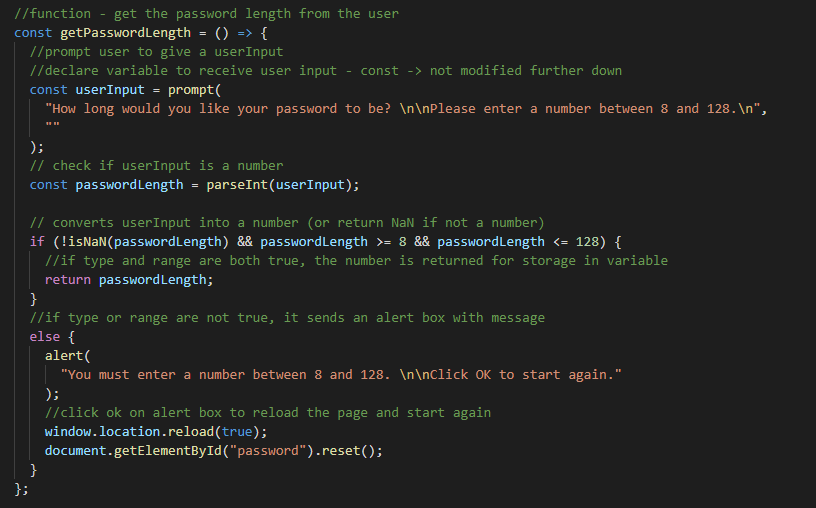 //function - get the password length from the user
const getPasswordLength = () => {
//prompt user to give a userInput
//declare variable to receive user input - const -> not modified further down
const userInput = prompt(
"How long would you like your password to be? \n\nPlease enter a number between 8 and 128.\n",
""
);
// check if userInput is a number
const passwordLength = parseInt(userInput);
// converts userInput into a number (or return NaN if not a number)
if (!isNaN(passwordLength) && passwordLength >= 8 && passwordLength <= 128) {
//if type and range are both true, the number is returned for storage in variable
return passwordLength;
}
//if type or range are not true, it sends an alert box with message
else {
alert(
"You must enter a number between 8 and 128. \n\nClick OK to start again."
);
//click ok on alert box to reload the page and start again
window.location.reload(true);
document.getElementById("password").reset();
}
};